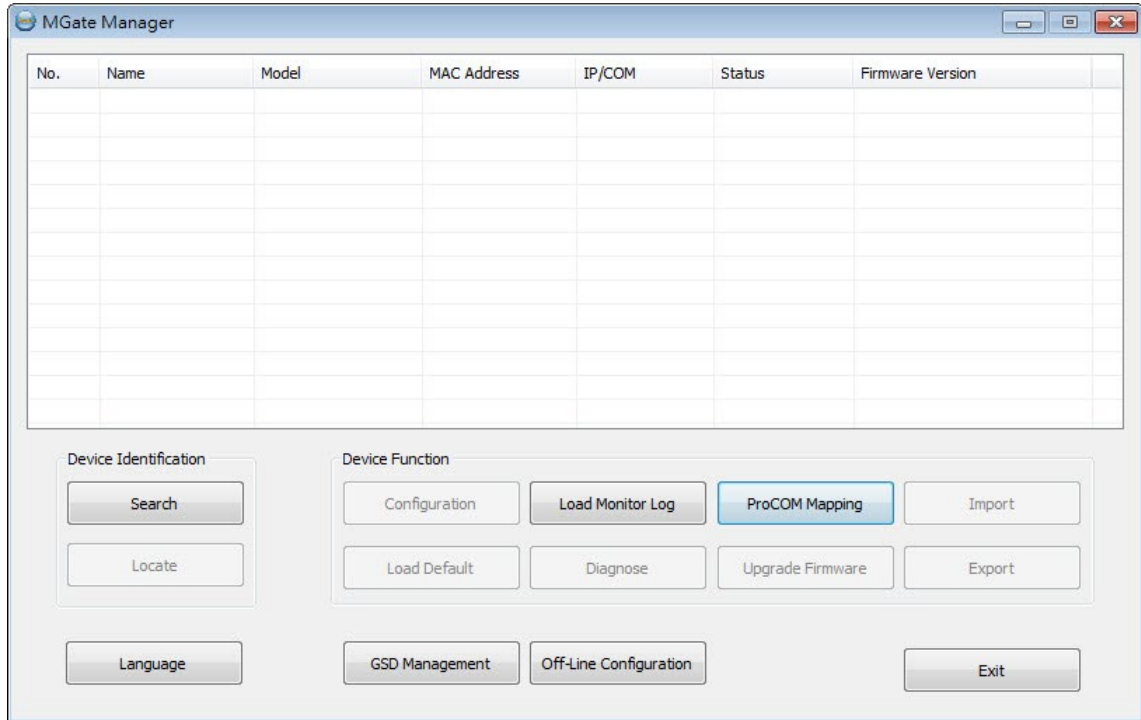 MGate Manager
No. Name Model MAC Address IP/COM Status Firmware Version
Device Identification Device Function
Search Configuration Load Monitor Log ProCOM Mapping Import
Locate Load Default Diagnose Upgrade Firmware Export
Language GSD Management Off-Line Configuration Exit